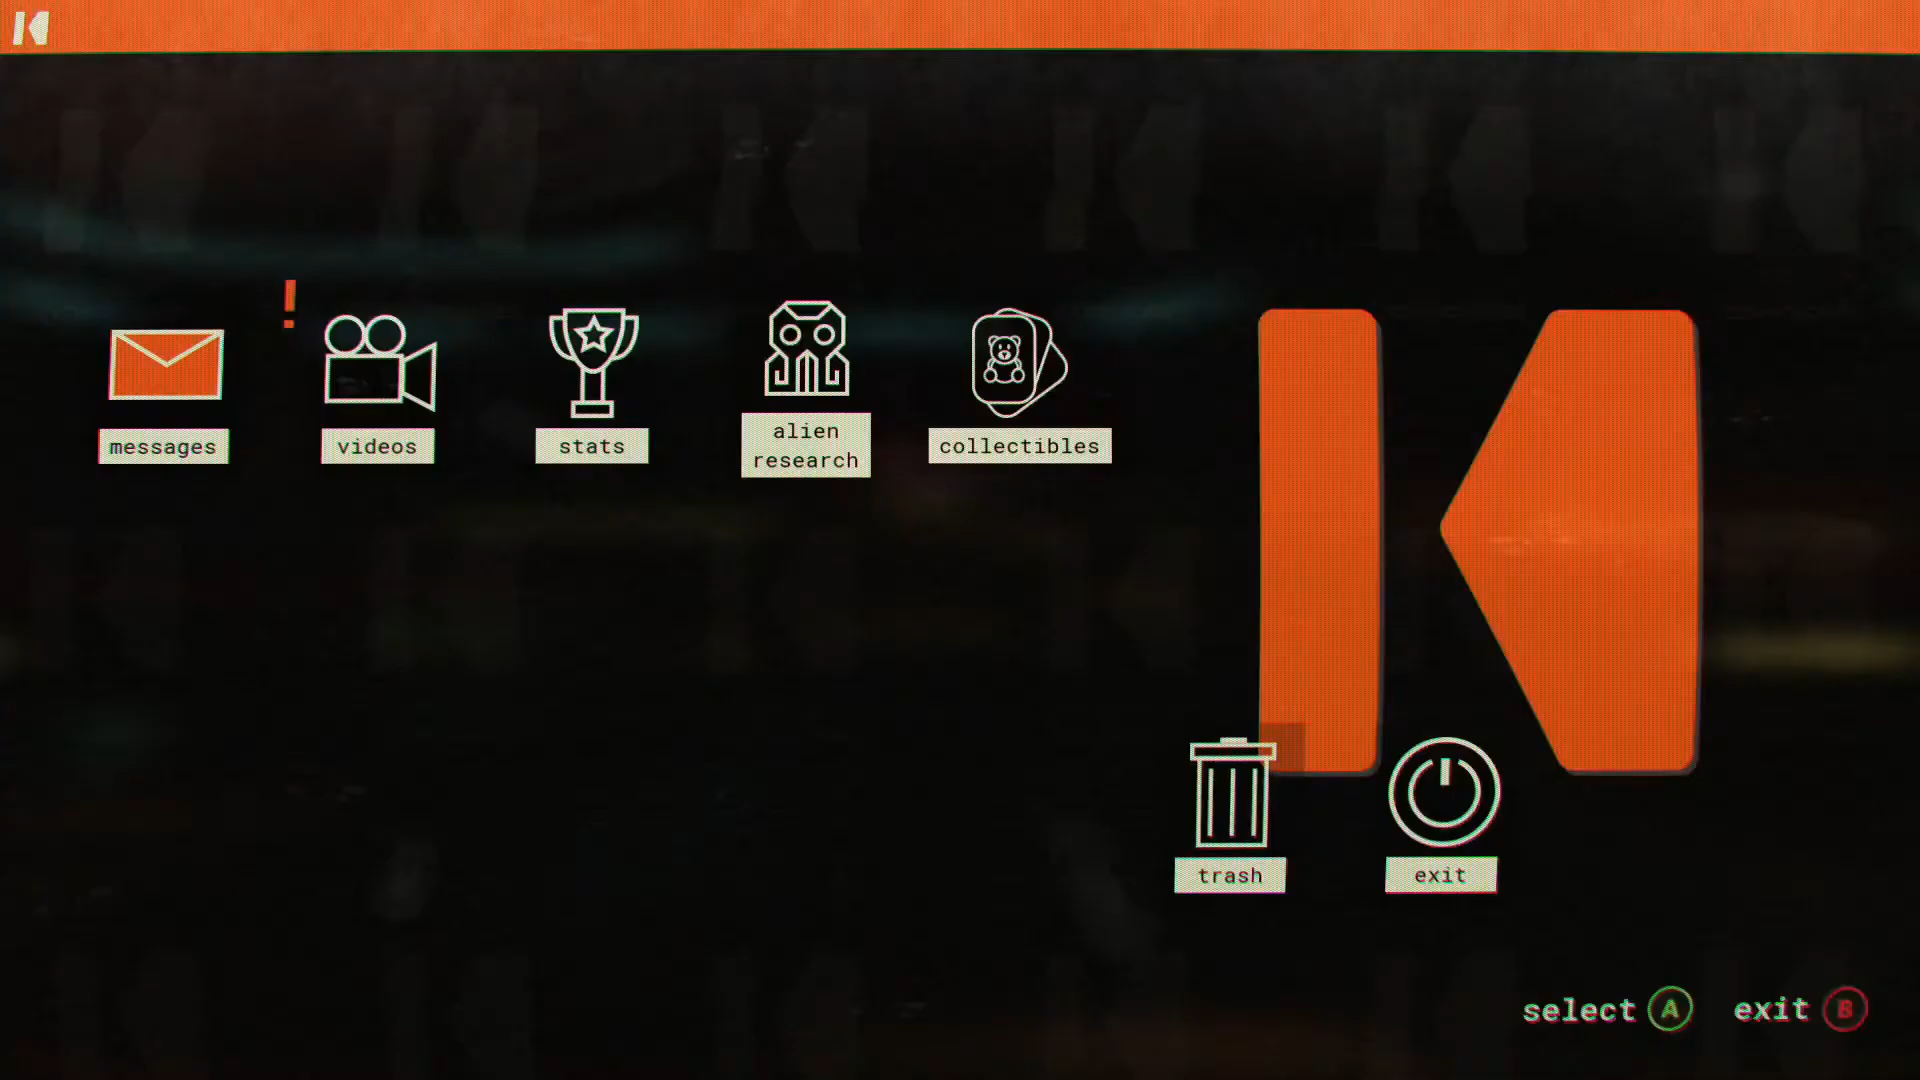 !
messages
videos
stats
alien
research
collectibles
trash
exit
select A exit B